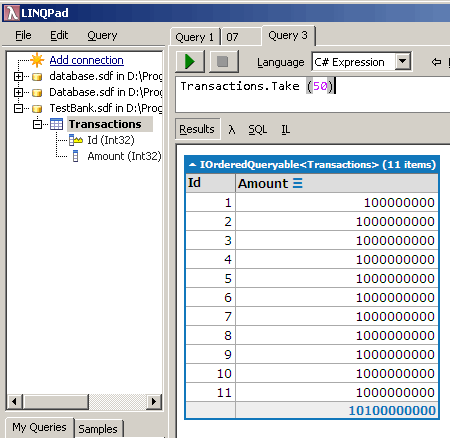 LINQPad
File Edit Query
Query 1 07 Query 3
Add connection
database.sdf in D:\Prog
Database.sdf in D:\Prog
TestBank.sdf in D:\Prog
Transactions
Id (Int32)
Amount (Int32)
My Queries Samples
Language C# Expression
Transactions.Take (50)
Results λ SQL IL
IOrderedQueryable<Transactions> (11 items)
Id Amount
1 100000000
2 1000000000
3 1000000000
4 1000000000
5 1000000000
6 1000000000
7 1000000000
8 1000000000
9 1000000000
10 1000000000
11 1000000000
10100000000